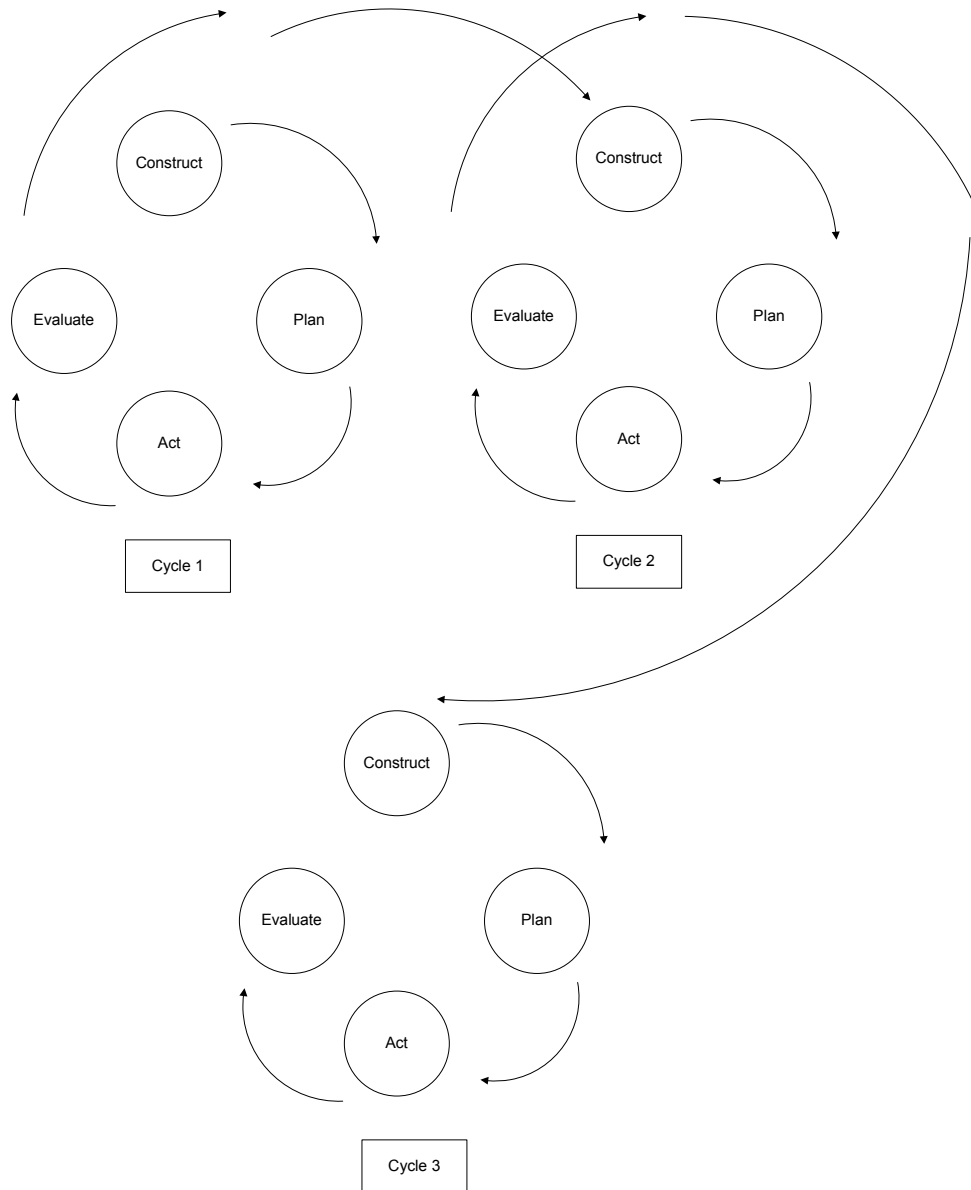 Construct
Evaluate
Plan
Act
Cycle 1
Construct
Evaluate
Plan
Act
Cycle 2
Construct
Evaluate
Plan
Act
Cycle 3